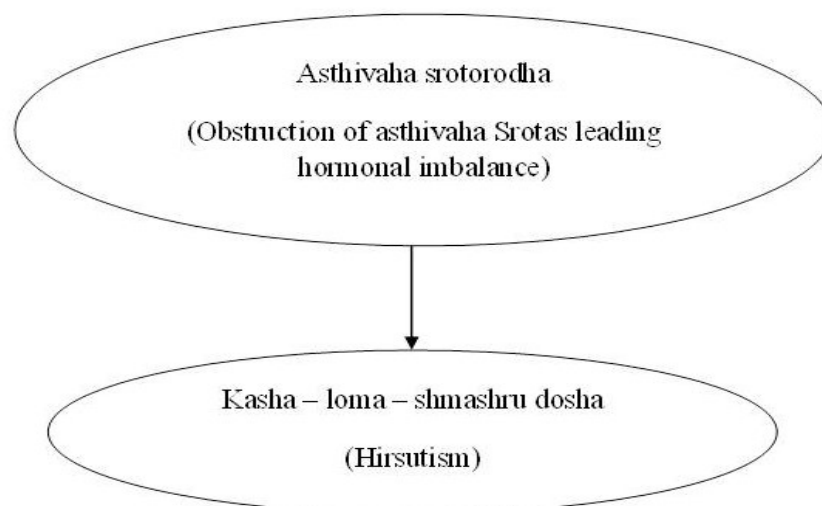 Asthivaha srotorodha
(Obstruction of asthivaha Srotas leading
hormonal imbalance)
Kasha – loma – shmashru dosha
(Hirsutism)